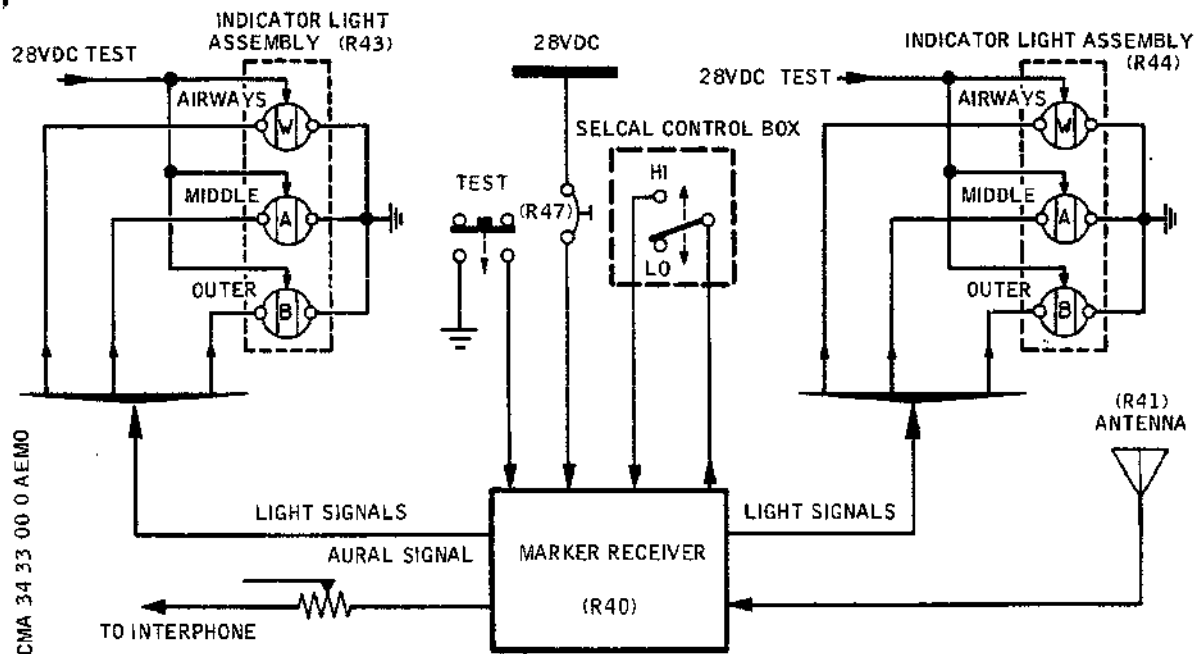 INDICATOR LIGHT
ASSEMBLY (R43)
28VDC TEST
AIRWAYS
W
MIDDLE
A
OUTER
B
28VDC
TEST
(R47)
SELCAL CONTROL BOX
HI
LO
INDICATOR LIGHT ASSEMBLY
(R44)
28VDC TEST
AIRWAYS
W
MIDDLE
A
OUTER
B
(R41)
ANTENNA
LIGHT SIGNALS
LIGHT SIGNALS
AURAL SIGNAL
MARKER RECEIVER
(R40)
TO INTERPHONE
CMA 34 33 00 0 AEMO